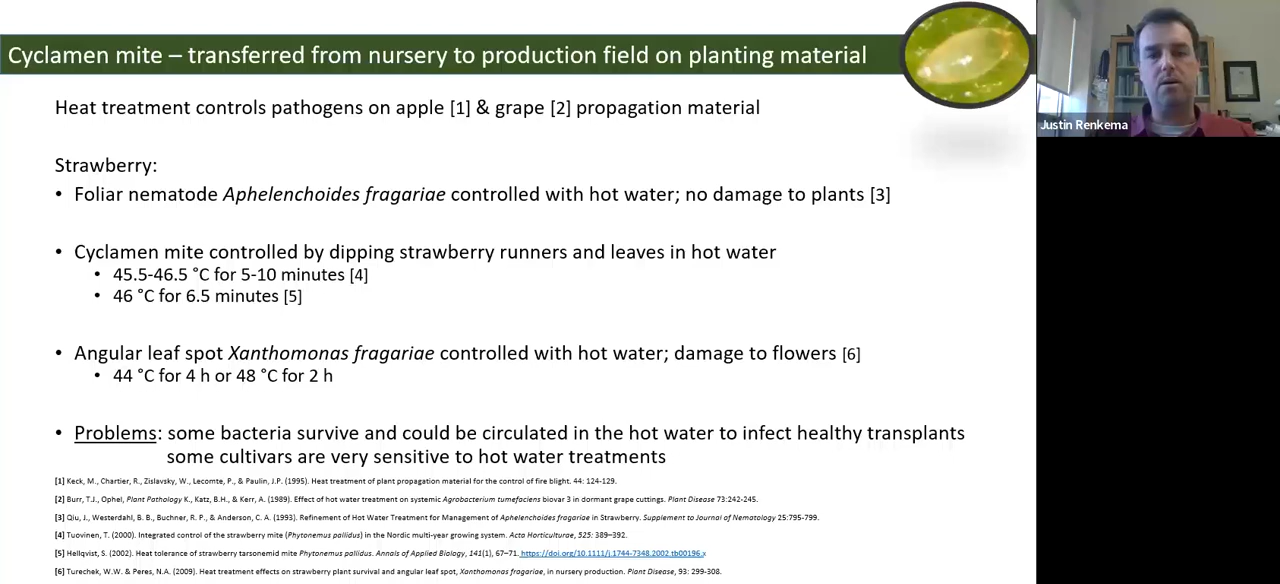 Cyclamen mite – transferred from nursery to production field on planting material
Justin Renkema
Heat treatment controls pathogens on apple [1] & grape [2] propagation material
Strawberry:
• Foliar nematode Aphelenchoides fragariae controlled with hot water; no damage to plants [3]
• Cyclamen mite controlled by dipping strawberry runners and leaves in hot water
• 45.5-46.5 °C for 5-10 minutes [4]
• 46 °C for 6.5 minutes [5]
• Angular leaf spot Xanthomonas fragariae controlled with hot water; damage to flowers [6]
• 44 °C for 4 h or 48 °C for 2 h
• Problems: some bacteria survive and could be circulated in the hot water to infect healthy transplants
some cultivars are very sensitive to hot water treatments
[1] Keck, M., Chartier, R., Zislavsky, W., Lecomte, P., & Paulin, J.P. (1995). Heat treatment of plant propagation material for the control of fire blight. 44: 124-129.
[2] Burr, T.J., Ophel, Plant Pathology K., Katz, B.H., & Kerr, A. (1989). Effect of hot water treatment on systemic Agrobacterium tumefaciens biovar 3 in dormant grape cuttings. Plant Disease 73:242-245.
[3] Qiu, J., Westerdahl, B. B., Buchner, R. P., & Anderson, C. A. (1993). Refinement of Hot Water Treatment for Management of Aphelenchoides fragariae in Strawberry. Supplement to Journal of Nematology 25:795-799.
[4] Tuovinen, T. (2000). Integrated control of the strawberry mite (Phytonemus pallidus) in the Nordic multi-year growing system. Acta Horticulturae, 525: 389–392.
[5] Hellqvist, S. (2002). Heat tolerance of strawberry tarsonemid mite Phytonemus pallidus. Annals of Applied Biology, 141(1), 67–71. https://doi.org/10.1111/j.1744-7348.2002.tb00196.x
[6] Turechek, W.W. & Peres, N.A. (2009). Heat treatment effects on strawberry plant survival and angular leaf spot, Xanthomonas fragariae, in nursery production. Plant Disease, 93: 299-308.